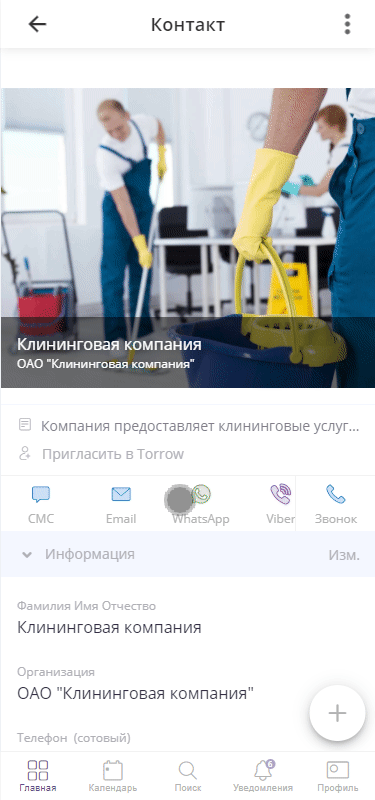 Контакт
Клининговая компания
ОАО "Клининговая компания"
Компания предоставляет клининговые услуг...
Пригласить в Torrow
СМС Email WhatsApp Viber Звонок
Информация Изм.
Фамилия Имя Отчество
Клининговая компания
Организация
ОАО "Клининговая компания"
Телефон (сотовый)
6
Главная Календарь Поиск Уведомления Профиль